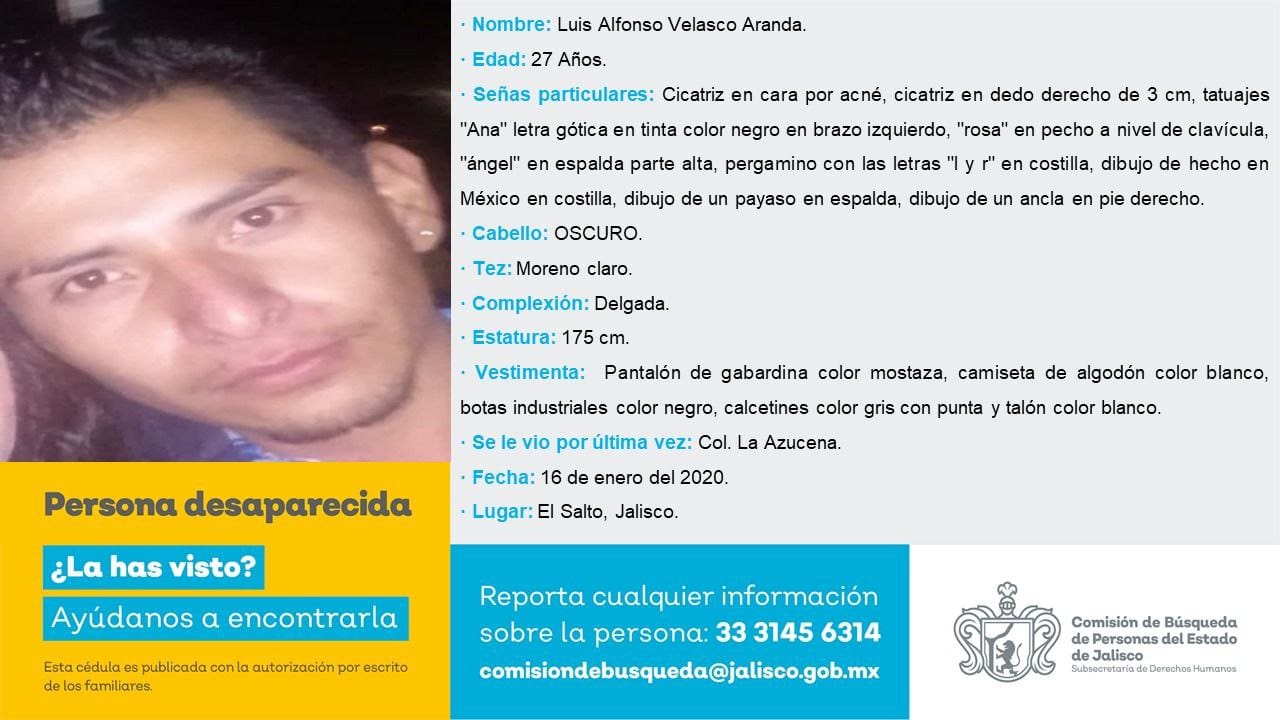 · Nombre: Luis Alfonso Velasco Aranda.
· Edad: 27 Años.
· Señas particulares: Cicatriz en cara por acné, cicatriz en dedo derecho de 3 cm, tatuajes
"Ana" letra gótica en tinta color negro en brazo izquierdo, "rosa" en pecho a nivel de clavícula,
"ángel" en espalda parte alta, pergamino con las letras "l y r" en costilla, dibujo de hecho en
México en costilla, dibujo de un payaso en espalda, dibujo de un ancla en pie derecho.
· Cabello: OSCURO.
· Tez: Moreno claro.
· Complexión: Delgada.
· Estatura: 175 cm.
· Vestimenta: Pantalón de gabardina color mostaza, camiseta de algodón color blanco,
botas industriales color negro, calcetines color gris con punta y talón color blanco.
· Se le vio por última vez: Col. La Azucena.
· Fecha: 16 de enero del 2020.
· Lugar: El Salto, Jalisco.
Persona desaparecida
¿La has visto?
Ayúdanos a encontrarla
Esta cédula es publicada con la autorización por escrito
de los familiares.
Reporta cualquier información
sobre la persona: 33 3145 6314
comisiondebusqueda@jalisco.gob.mx
Comisión de Búsqueda
de Personas del Estado
de Jalisco
Subsecretaría de Derechos Humanos